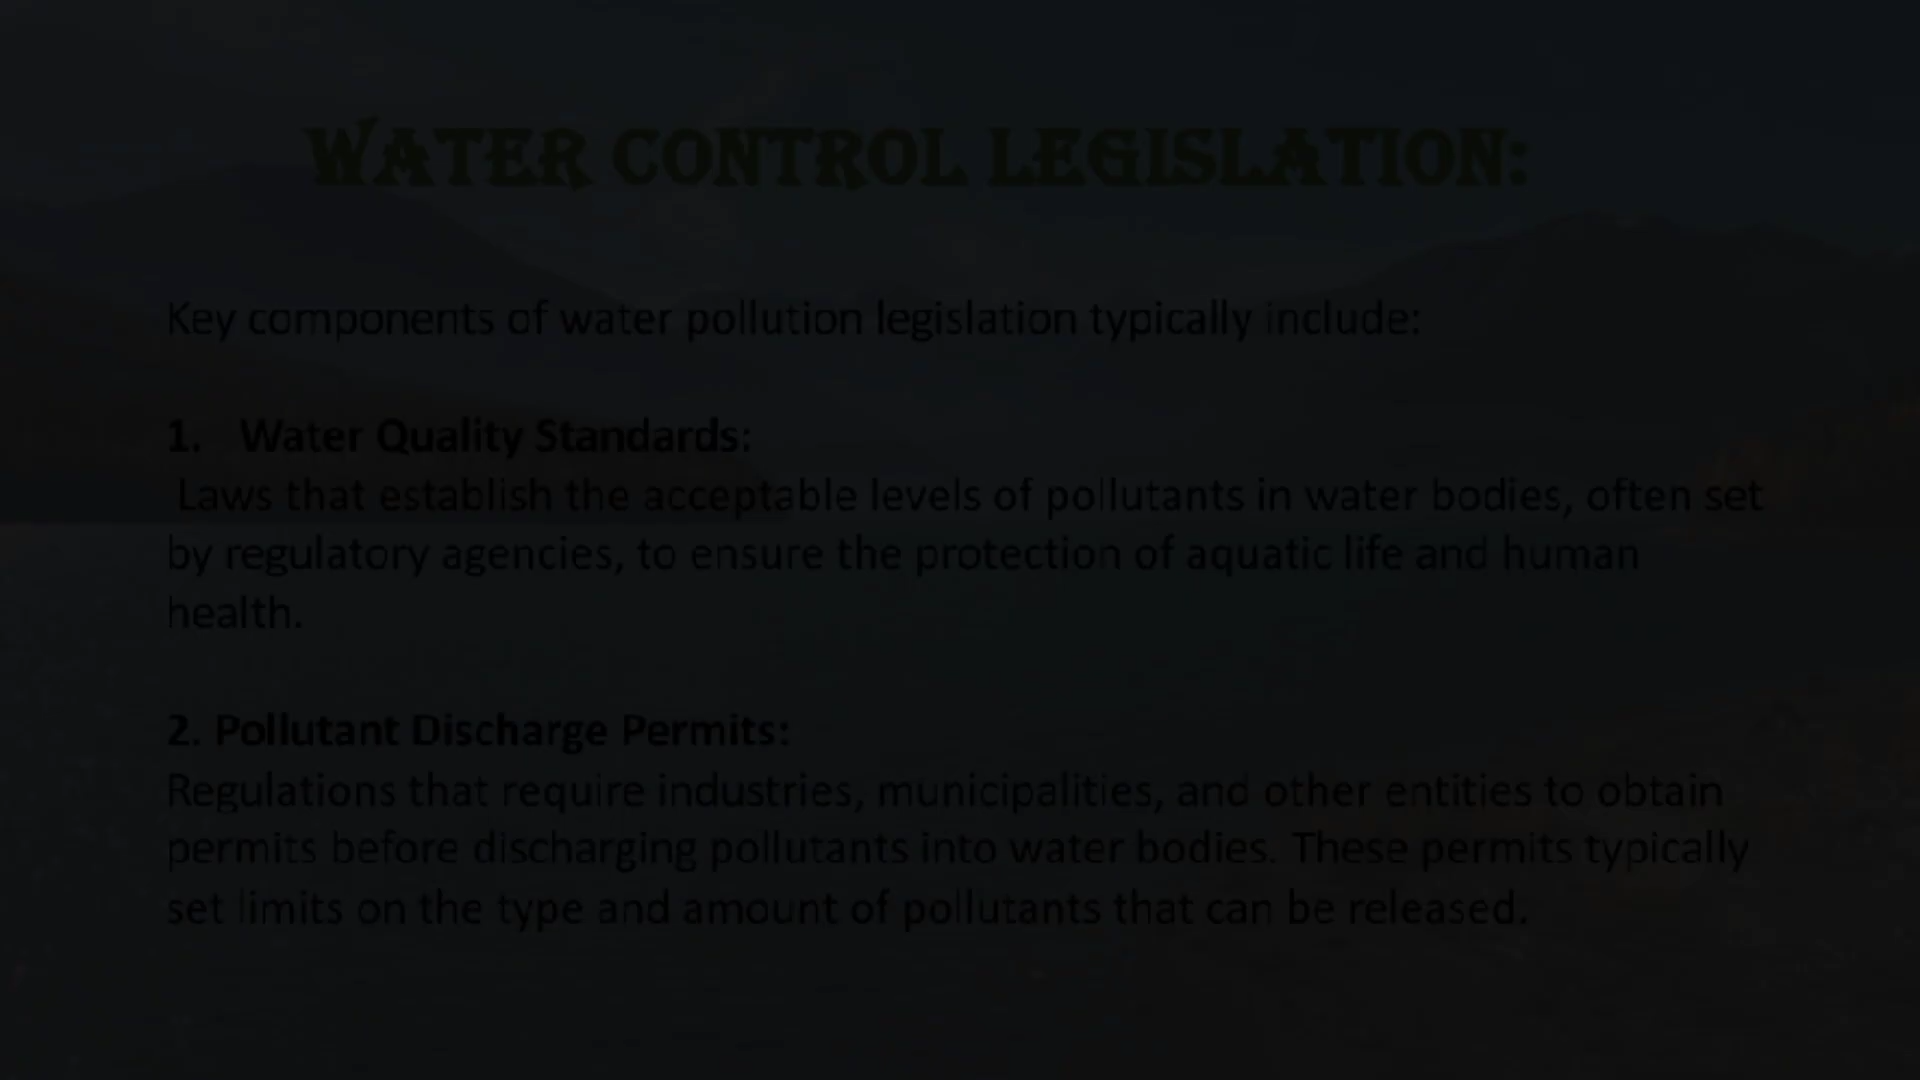 WATER CONTROL LEGISLATION:
Key components of water pollution legislation typically include:
1. Water Quality Standards:
Laws that establish the acceptable levels of pollutants in water bodies, often set
by regulatory agencies, to ensure the protection of aquatic life and human
health.
2. Pollutant Discharge Permits:
Regulations that require industries, municipalities, and other entities to obtain
permits before discharging pollutants into water bodies. These permits typically
set limits on the type and amount of pollutants that can be released.